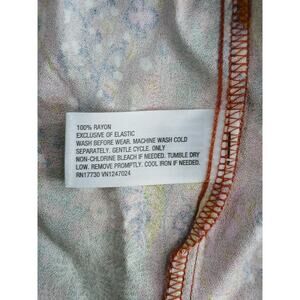 100% RAYON
EXCLUSIVE OF ELASTIC
WASH BEFORE WEAR. MACHINE WASH COLD
SEPARATELY. GENTLE CYCLE. ONLY
NON-CHLORINE BLEACH IF NEEDED. TUMBLE DRY
LOW. REMOVE PROMPTLY. COOL IRON IF NEEDED.
RN17730 VN1247024